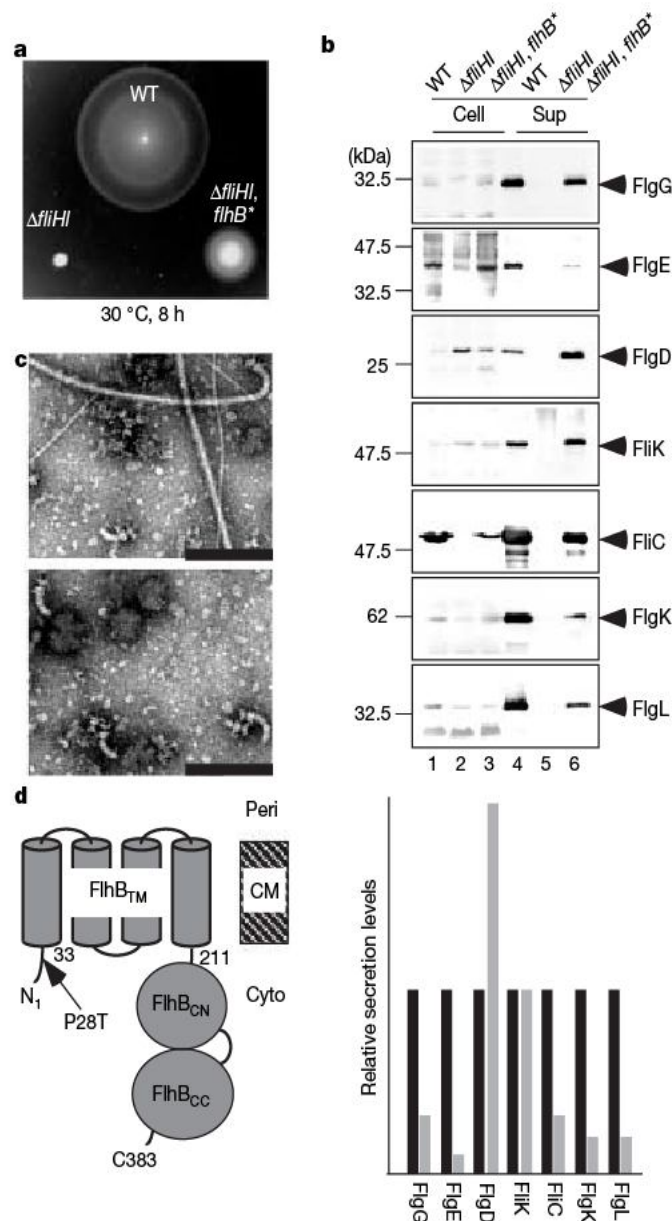 a
WT
ΔfliHI
ΔfliHI,
flhB*
30 °C, 8 h
b
WT
ΔfliHI
ΔfliHI, flhB*
WT
ΔfliHI
ΔfliHI, flhB*
Cell
Sup
(kDa)
32.5
FlgG
47.5
32.5
FlgE
25
FlgD
47.5
FliK
47.5
FliC
62
FlgK
32.5
FlgL
1 2 3 4 5 6
c
d
Peri
FlhBTM
CM
33
211
N1
Cyto
P28T
FlhBCN
FlhBCC
C383
Relative secretion levels
FlgG
FlgE
FlgD
FliK
FliC
FlgK
FlgL